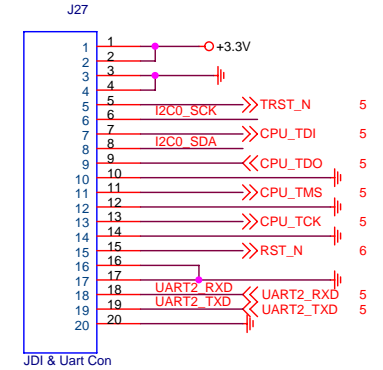 J27
1 1 +3.3V
2 2
3 3
4 4
5 5 TRST_N 5
I2C0_SCK
6 6
7 7 CPU_TDI 5
I2C0_SDA
8 8
9 9 CPU_TDO 5
10 10
11 11 CPU_TMS 5
12 12
13 13 CPU_TCK 5
14 14
15 15 RST_N 6
16 16
17 17
18 18 UART2_RXD UART2_RXD 5
19 19 UART2_TXD UART2_TXD 5
20 20
JDI & Uart Con